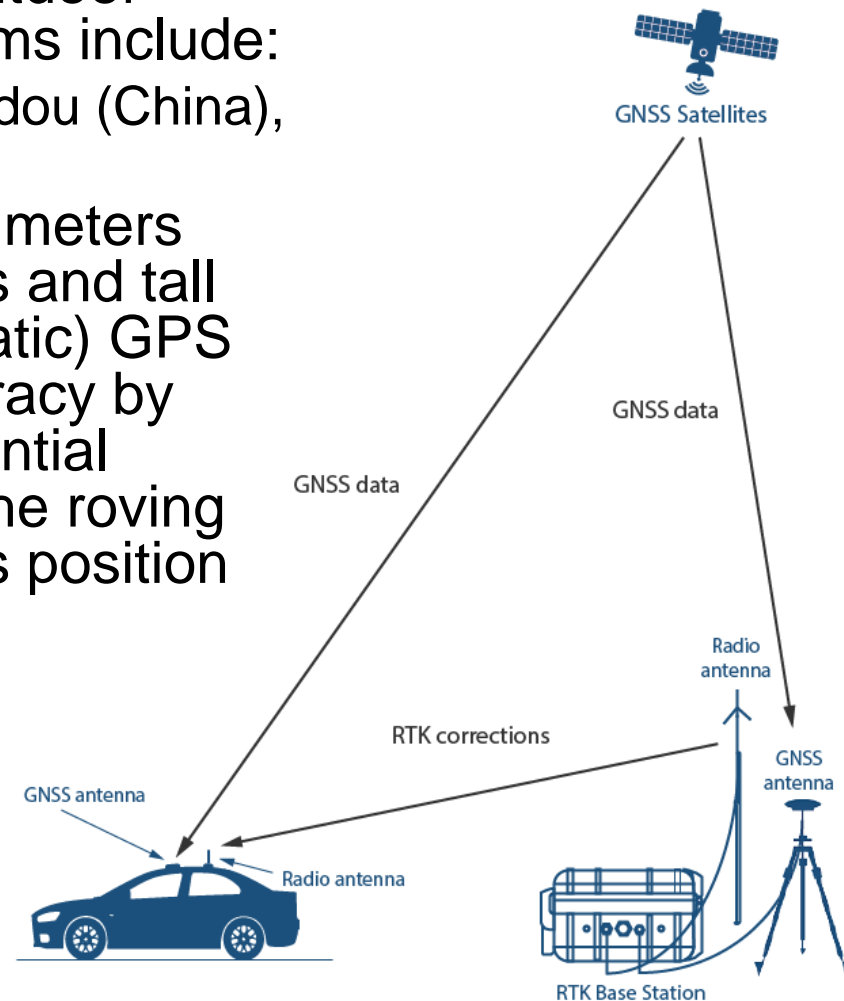 ms include:
dou (China),
meters
s and tall
atic) GPS
racy by
ntial
ne roving
s position
GNSS Satellites
GNSS data
GNSS data
Radio
antenna
RTK corrections
GNSS
antenna
GNSS antenna
Radio antenna
RTK Base Station